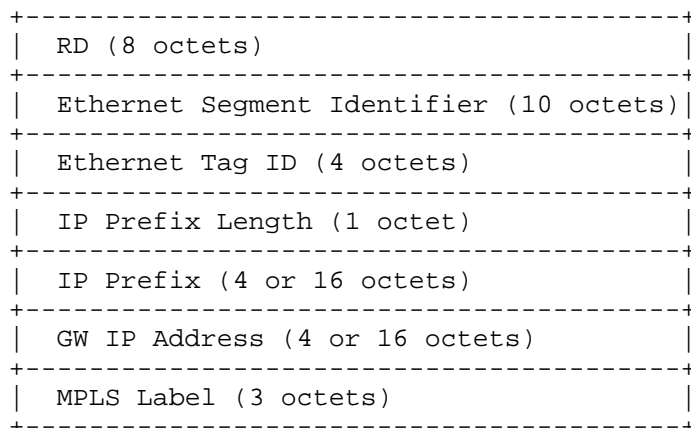 RD (8 octets)
Ethernet Segment Identifier (10 octets)
Ethernet Tag ID (4 octets)
IP Prefix Length (1 octet)
IP Prefix (4 or 16 octets)
GW IP Address (4 or 16 octets)
MPLS Label (3 octets)